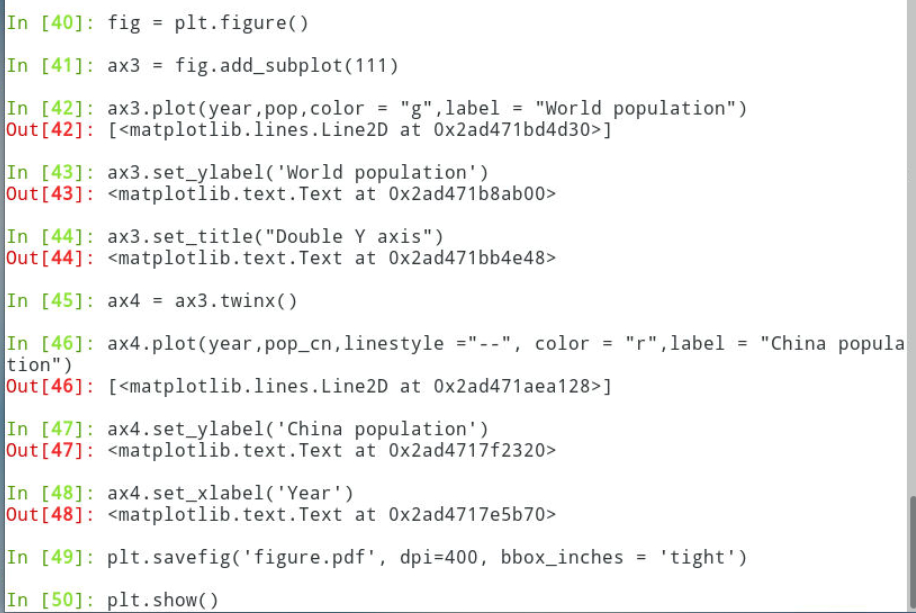 In [40]: fig = plt.figure()
In [41]: ax3 = fig.add_subplot(111)
In [42]: ax3.plot(year,pop,color = "g",label = "World population")
Out[42]: [<matplotlib.lines.Line2D at 0x2ad471bd4d30>]
In [43]: ax3.set_ylabel('World population')
Out[43]: <matplotlib.text.Text at 0x2ad471b8ab00>
In [44]: ax3.set_title("Double Y axis")
Out[44]: <matplotlib.text.Text at 0x2ad471bb4e48>
In [45]: ax4 = ax3.twinx()
In [46]: ax4.plot(year,pop_cn,linestyle ="--", color = "r",label = "China popula
tion")
Out[46]: [<matplotlib.lines.Line2D at 0x2ad471aea128>]
In [47]: ax4.set_ylabel('China population')
Out[47]: <matplotlib.text.Text at 0x2ad4717f2320>
In [48]: ax4.set_xlabel('Year')
Out[48]: <matplotlib.text.Text at 0x2ad4717e5b70>
In [49]: plt.savefig('figure.pdf', dpi=400, bbox_inches = 'tight')
In [50]: plt.show()